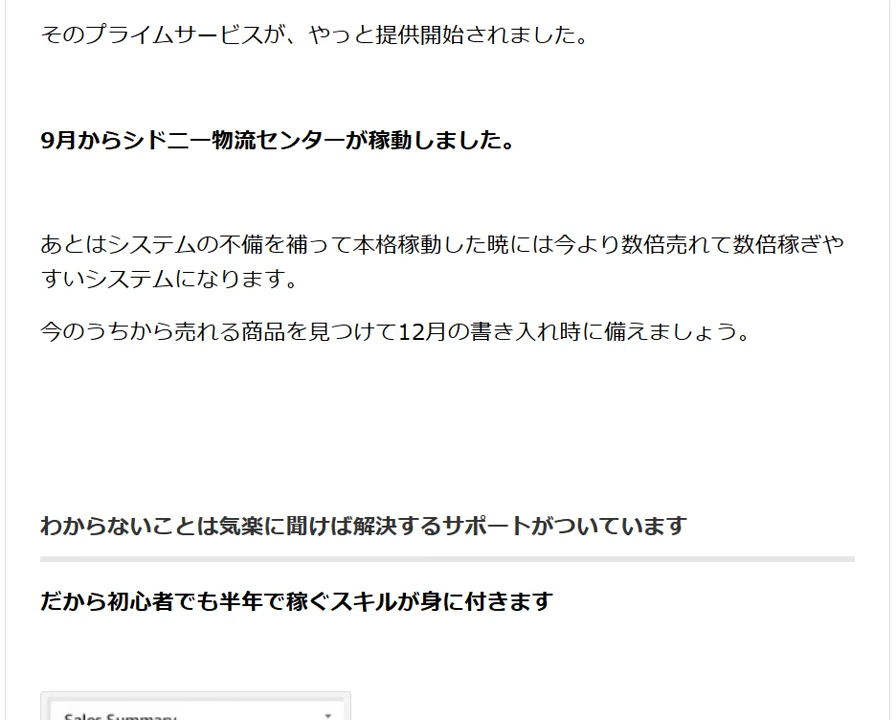 そのプライムサービスが、やっと提供開始されました。
9月からシドニー物流センターが稼動しました。
あとはシステムの不備を補って本格稼動した暁には今より数倍売れて数倍稼ぎや
すいシステムになります。
今のうちから売れる商品を見つけて12月の書き入れ時に備えましょう。
わからないことは気楽に聞けば解決するサポートがついています
だから初心者でも半年で稼ぐスキルが身に付きます
Sales Summary